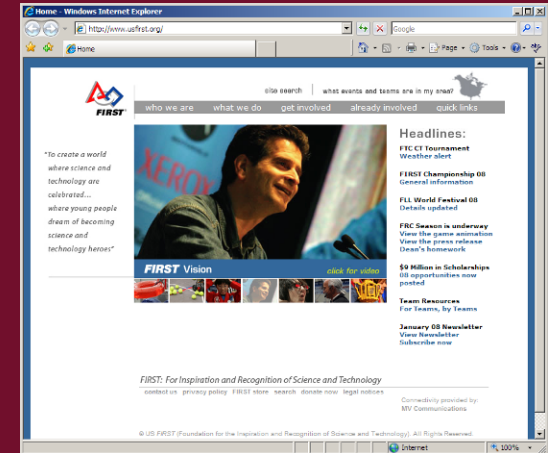 Home - Windows Internet Explorer
http://www.usfirst.org/
Google
Home
Page
Tools
site search | what events and teams are in my area?
FIRST
who we are what we do get involved already involved quick links
"To create a world
where science and
technology are
celebrated...
where young people
dream of becoming
science and
technology heroes"
XEROX
FIRST Vision
click for video
Headlines:
FTC CT Tournament
Weather alert
FIRST Championship 08
General information
FLL World Festival 08
Details updated
FRC Season is underway
View the game animation
View the press release
Dean's homework
$9 Million in Scholarships
08 opportunities now
posted
Team Resources
For Teams, by Teams
January 08 Newsletter
View Newsletter
Subscribe now
FIRST: For Inspiration and Recognition of Science and Technology
contact us privacy policy FIRST store search donate now legal notices
Connectivity provided by:
MV Communications
© US FIRST (Foundation for the Inspiration and Recognition of Science and Technology). All Rights Reserved.
Internet
100%